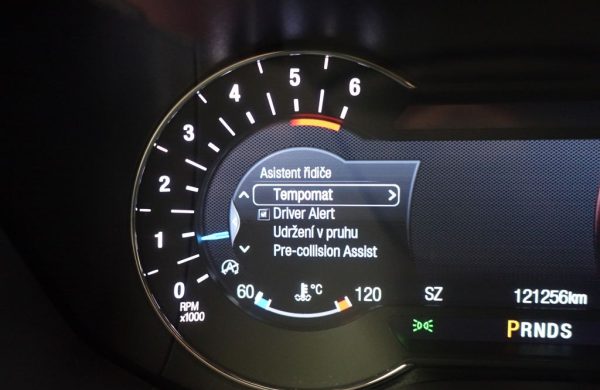 6
5
4
3
2
1
0
RPM
x1000
Asistent řidiče
Tempomat >
Driver Alert
Udržení v pruhu
Pre-collision Assist
60 °C 120
SZ 121256km
PRNDS